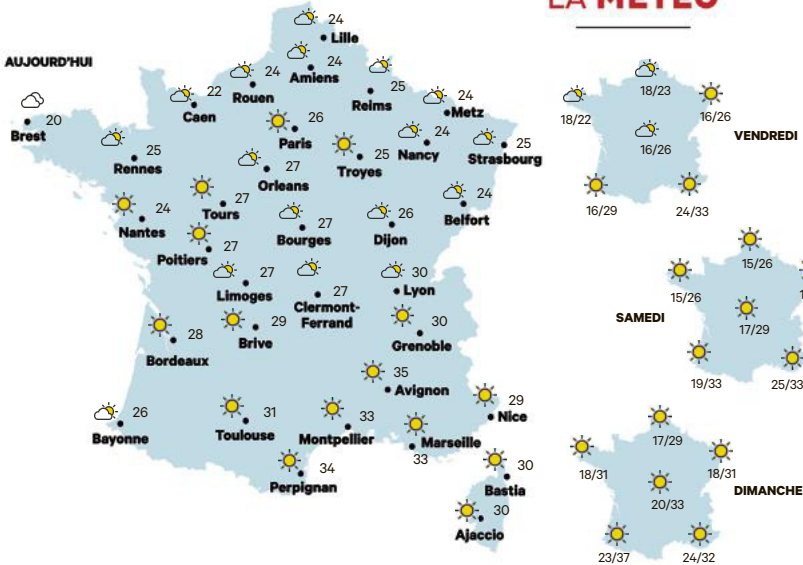 LA MÉTÉO
AUJOURD'HUI
24
Lille
24
Amiens
24
Rouen
22
Caen
25
Reims
24
Metz
20
Brest
26
Paris
24
Nancy
25
Strasbourg
25
Rennes
25
Troyes
27
Orleans
27
Tours
24
Nantes
24
Belfort
27
Bourges
26
Dijon
27
Poitiers
27
Limoges
27
Clermont-
Ferrand
30
Lyon
28
Bordeaux
29
Brive
30
Grenoble
35
Avignon
29
Nice
26
Bayonne
31
Toulouse
33
Montpellier
Marseille
33
34
Perpignan
30
Bastia
30
Ajaccio
18/23
18/22
16/26
16/26
VENDREDI
16/29
24/33
15/26
15/26
SAMEDI
17/29
19/33
25/33
17/29
18/31
18/31
20/33
DIMANCHE
23/37
24/32